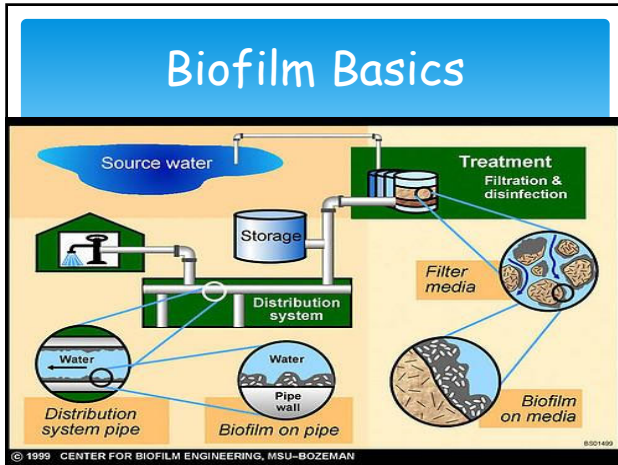 Biofilm Basics
Source water
Treatment
Filtration &
disinfection
Storage
Filter
media
Distribution
system
Water
Water
Pipe
wall
Distribution
system pipe
Biofilm on pipe
Biofilm
on media
BS01499
© 1999 CENTER FOR BIOFILM ENGINEERING, MSU–BOZEMAN